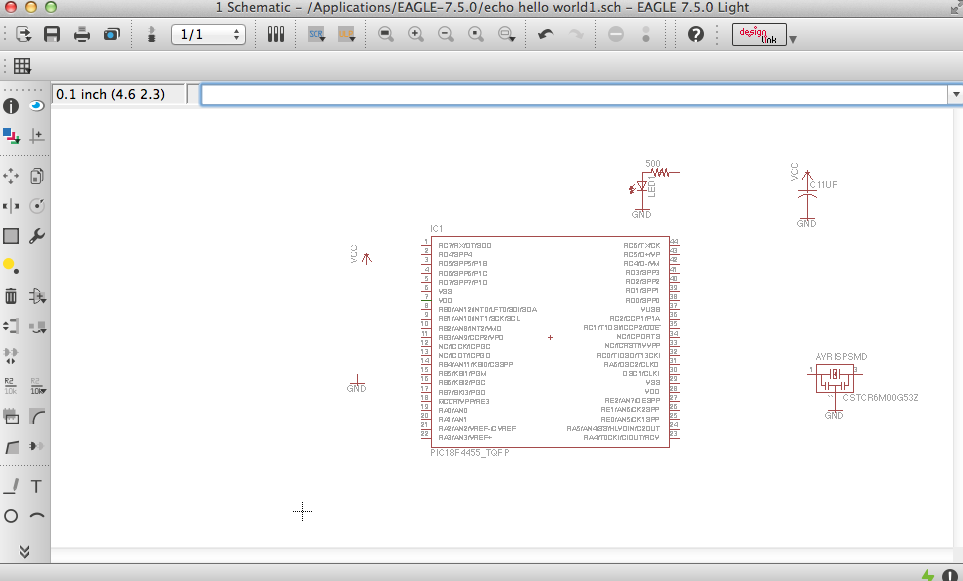 1 Schematic - /Applications/EAGLE-7.5.0/echo hello world1.sch - EAGLE 7.5.0 Light
1/1
SCR
design
link
0.1 inch (4.6 2.3)
500
LED1
GND
VCC
C11UF
GND
VCC
GND
IC1
1 RC7/RX/DT/SDO RC6/TX/CK 44
2 RD4/SPP4 RC5/D+/VP 43
3 RD5/SPP5/P1B RC4/D-/VM 42
4 RD6/SPP6/P1C RD3/SPP3 41
5 RD7/SPP7/P1D RD2/SPP2 40
6 VSS RD1/SPP1 39
7 VDD RD0/SPP0 38
8 RB0/AN12/INT0/LFT0/SDI/SDA VUSB 37
9 RB1/AN10/INT1/SCK/SCL RC2/CCP1/P1A 36
10 RB2/AN8/INT2/VMO RC1/T1OSI/CCP2/UOE 35
11 RB3/AN9/CCP2/VPO NC/ICPORTS 34
12 NC/ICCK/ICPGC NC/ICRST/IVVPP 33
13 NC/ICDT/ICPGD RC0/T1OSO/T13CKI 32
14 RB4/AN11/KBI0/CSSPP RA6/OSC2/CLKO 31
15 RB5/KBI1/PGM OSC1/CLKI 30
16 RB6/KBI2/PGC VSS 29
17 RB7/KBI3/PGD VDD 28
18 MCLR/VPP/RE3 RE2/AN7/OESPP 27
19 RA0/AN0 RE1/AN6/CK2SPP 26
20 RA1/AN1 RE0/AN5/CK1SPP 25
21 RA2/AN2/VREF-/CVREF RA5/AN4/SS/HLVDIN/C2OUT 24
22 RA3/AN3/VREF+ RA4/T0CKI/C1OUT/RCV 23
PIC18F4455_TQFP
AVRISPSMD
1 3
CSTCR6M00G53Z
GND
R2
10k
R2
10k
T